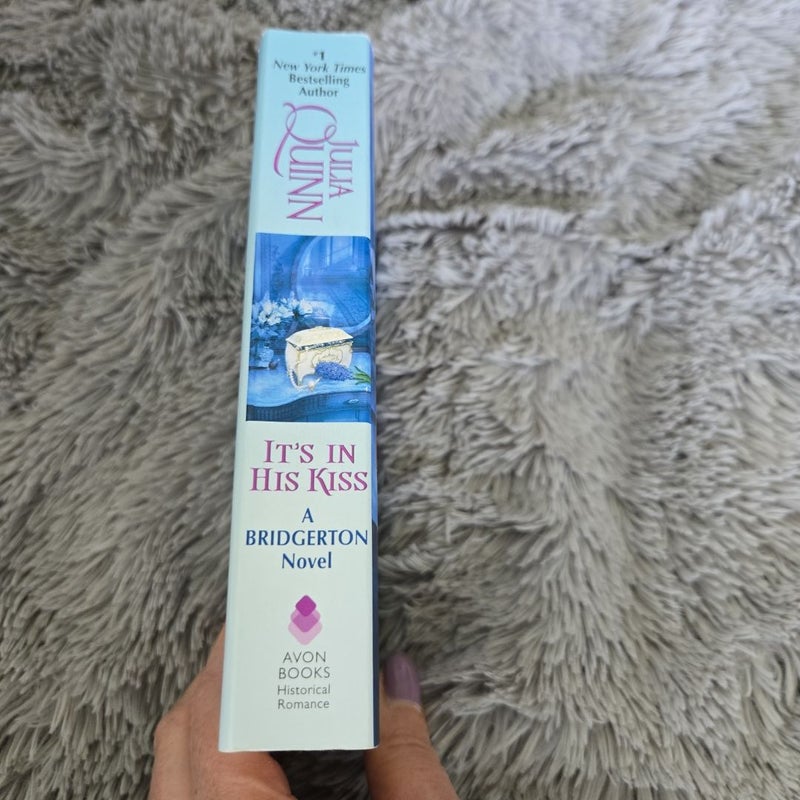 #1
New York Times
Bestselling
Author
JULIA
QUINN
IT'S IN
HIS KISS
A
BRIDGERTON
Novel
AVON
BOOKS
Historical
Romance